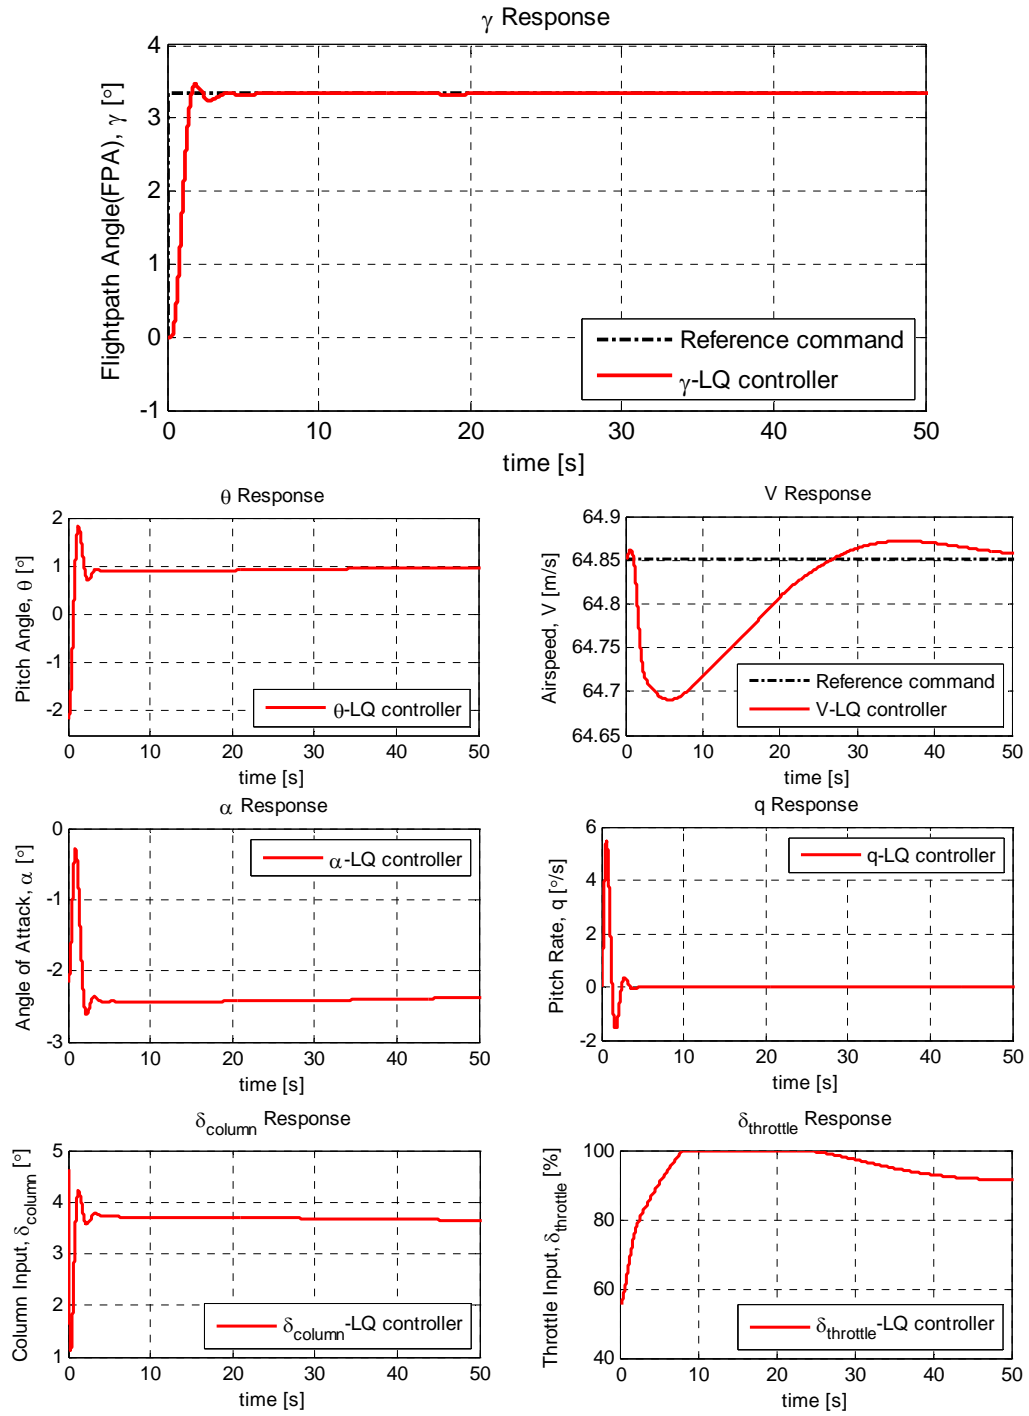 γ Response
4
3
2
1
0
-1
Flightpath Angle(FPA), γ [°]
Reference command
γ-LQ controller
0 10 20 30 40 50
time [s]
θ Response
2
1
0
-1
-2
Pitch Angle, θ [°]
θ-LQ controller
0 10 20 30 40 50
time [s]
V Response
64.9
64.85
64.8
64.75
64.7
64.65
Airspeed, V [m/s]
Reference command
V-LQ controller
0 10 20 30 40 50
time [s]
α Response
0
-1
-2
-3
Angle of Attack, α [°]
α-LQ controller
0 10 20 30 40 50
time [s]
q Response
6
4
2
0
-2
Pitch Rate, q [°/s]
q-LQ controller
0 10 20 30 40 50
time [s]
δcolumn Response
5
4
3
2
1
Column Input, δcolumn [°]
δcolumn-LQ controller
0 10 20 30 40 50
time [s]
δthrottle Response
100
80
60
40
Throttle Input, δthrottle [%]
δthrottle-LQ controller
0 10 20 30 40 50
time [s]